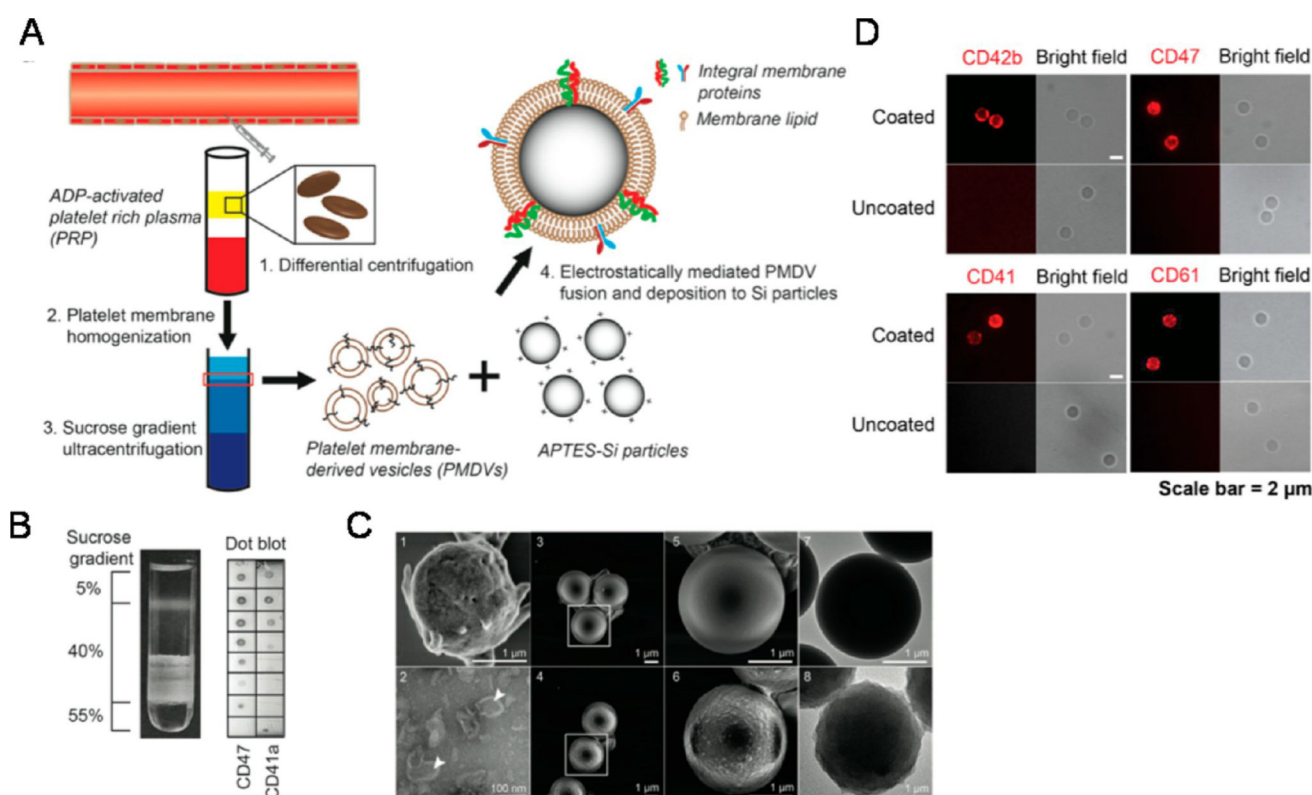 A
Integral membrane
proteins
Membrane lipid
ADP-activated
platelet rich plasma
(PRP)
1. Differential centrifugation
2. Platelet membrane
homogenization
3. Sucrose gradient
ultracentrifugation
Platelet membrane-
derived vesicles (PMDVs)
+
APTES-Si particles
4. Electrostatically mediated PMDV
fusion and deposition to Si particles
B
Sucrose
gradient
5%
40%
55%
Dot blot
CD47
CD41a
C
1
1 µm
3
1 µm
5
1 µm
7
1 µm
2
100 nm
4
1 µm
6
1 µm
8
1 µm
D
CD42b Bright field CD47 Bright field
Coated
Uncoated
CD41 Bright field CD61 Bright field
Coated
Uncoated
Scale bar = 2 µm